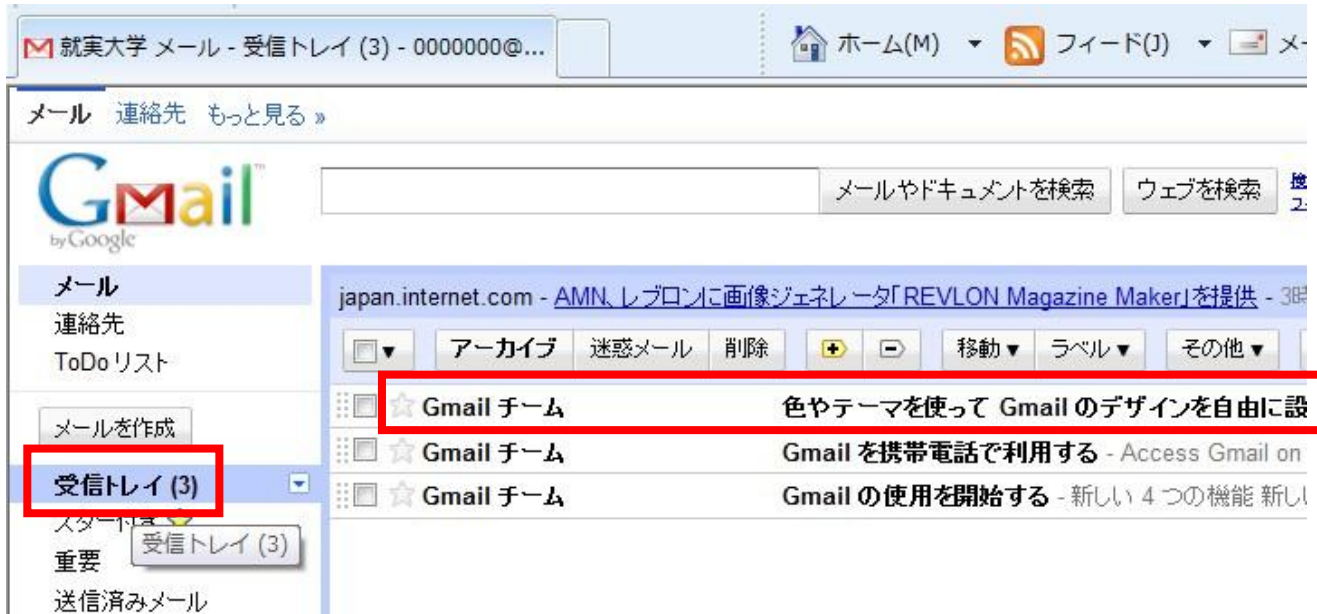 就実大学 メール - 受信トレイ (3) - 0000000@... ホーム(M) フィード(J)
メール 連絡先 もっと見る »
Gmail™
by Google
メールやドキュメントを検索 ウェブを検索
メール
連絡先
ToDo リスト
メールを作成
受信トレイ (3)
スター付き
受信トレイ (3)
重要
送信済みメール
japan.internet.com - AMN、レブロンに画像ジェネレータ「REVLON Magazine Maker」を提供 - 3時
アーカイブ 迷惑メール 削除 移動 ラベル その他
Gmail チーム 色やテーマを使って Gmail のデザインを自由に設
Gmail チーム Gmail を携帯電話で利用する - Access Gmail on
Gmail チーム Gmail の使用を開始する - 新しい 4 つの機能 新し